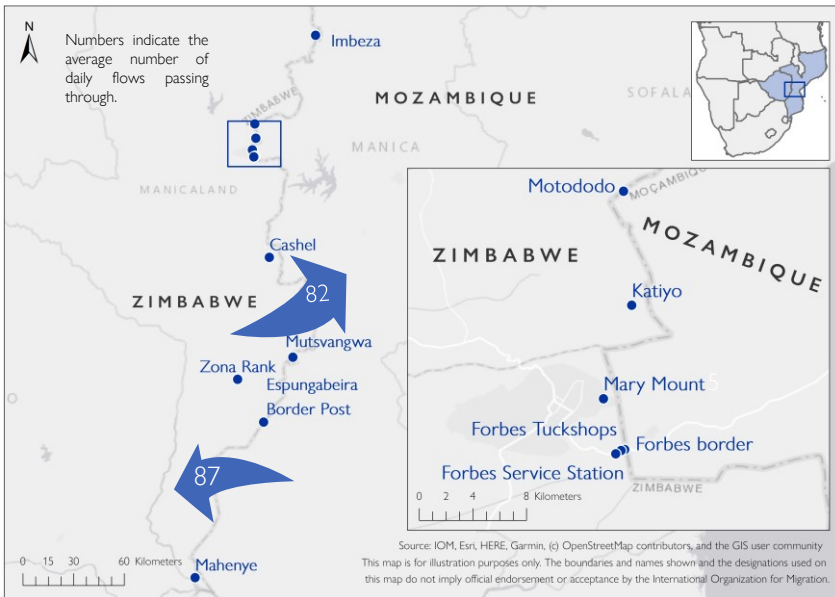 N
Numbers indicate the
average number of
daily flows passing
through.
Imbeza
MOZAMBIQUE
SOFALA
ZIMBABWE
MANICA
MANICALAND
Cashel
ZIMBABWE
82
Mutsvangwa
Zona Rank
Espungabeira
Border Post
87
0 15 30 60 Kilometers
Mahenye
Motododo
MOÇAMBIQUE
ZIMBABWE
MOZAMBIQUE
Katiyo
Mary Mount
5
Forbes Tuckshops
Forbes border
Forbes Service Station
ZIMBABWE
0 2 4 8 Kilometers
Source: IOM, Esri, HERE, Garmin, (c) OpenStreetMap contributors, and the GIS user community
This map is for illustration purposes only. The boundaries and names shown and the designations used on
this map do not imply official endorsement or acceptance by the International Organization for Migration.